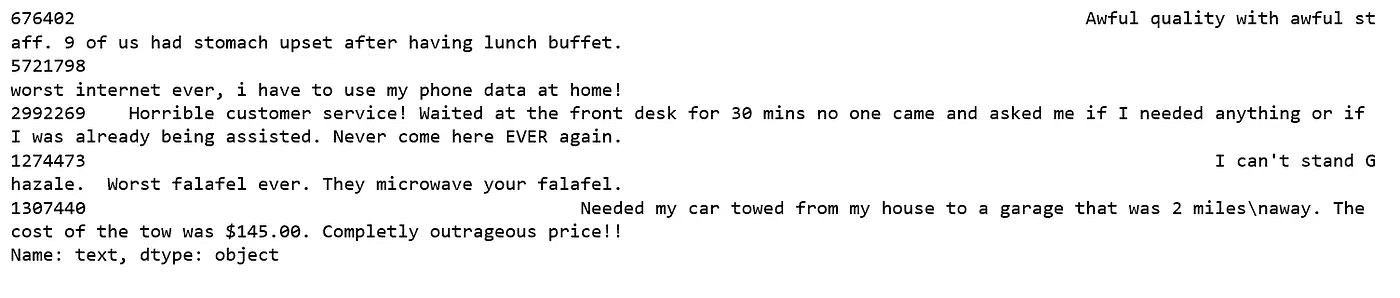 676402 Awful quality with awful st
aff. 9 of us had stomach upset after having lunch buffet.
5721798
worst internet ever, i have to use my phone data at home!
2992269 Horrible customer service! Waited at the front desk for 30 mins no one came and asked me if I needed anything or if
I was already being assisted. Never come here EVER again.
1274473 I can't stand G
hazale.  Worst falafel ever. They microwave your falafel.
1307440 Needed my car towed from my house to a garage that was 2 miles\naway. The
cost of the tow was $145.00. Completly outrageous price!!
Name: text, dtype: object